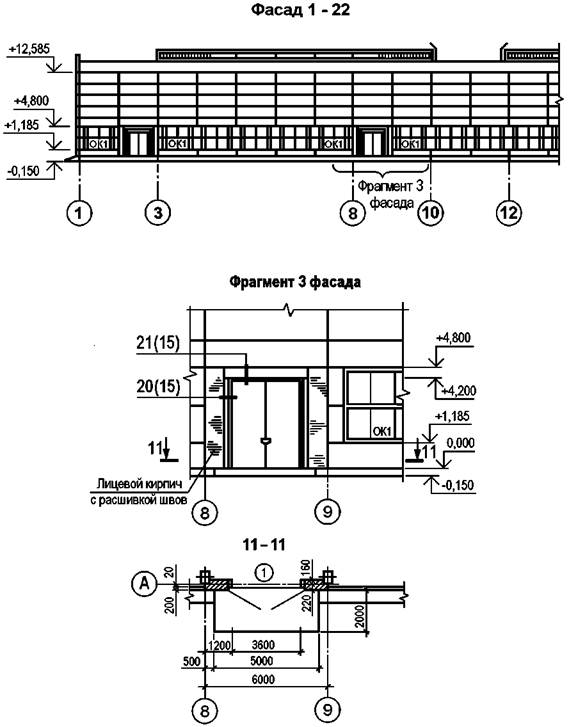 Фасад 1 - 22
+12,585
+4,800
+1,185
-0,150
ОК1
ОК1
ОК1
Фрагмент 3
фасада
1
3
8
10
12
Фрагмент 3 фасада
21(15)
20(15)
+4,800
+4,200
+1,185
ОК1
0,000
11
11
-0,150
Лицевой кирпич
с расшивкой швов
8
9
11 – 11
А
20
200
1
160
220
2000
1200
3600
500
5000
6000
8
9